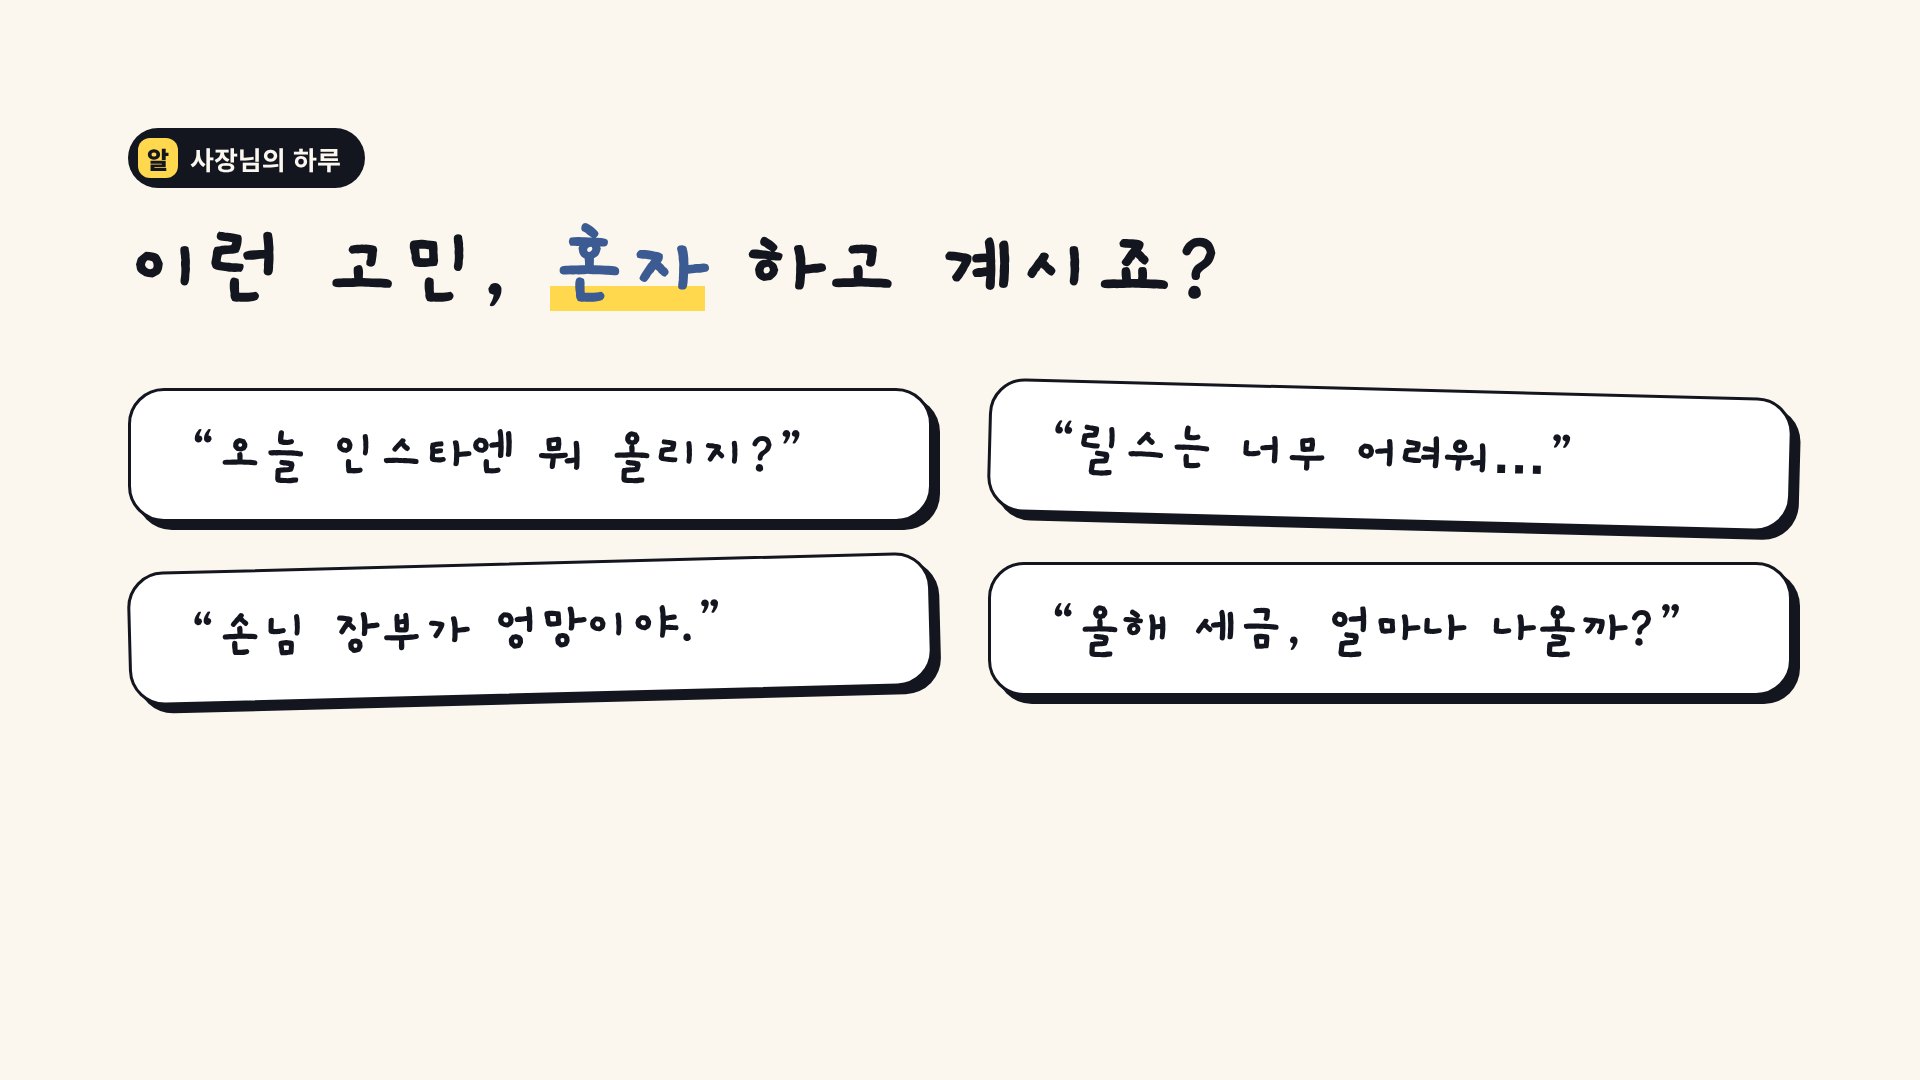 알 사장님의 하루
이런 고민, 혼자 하고 계시죠?
“오늘 인스타엔 뭐 올리지?”
“릴스는 너무 어려워...”
“손님 장부가 엉망이야.”
“올해 세금, 얼마나 나올까?”